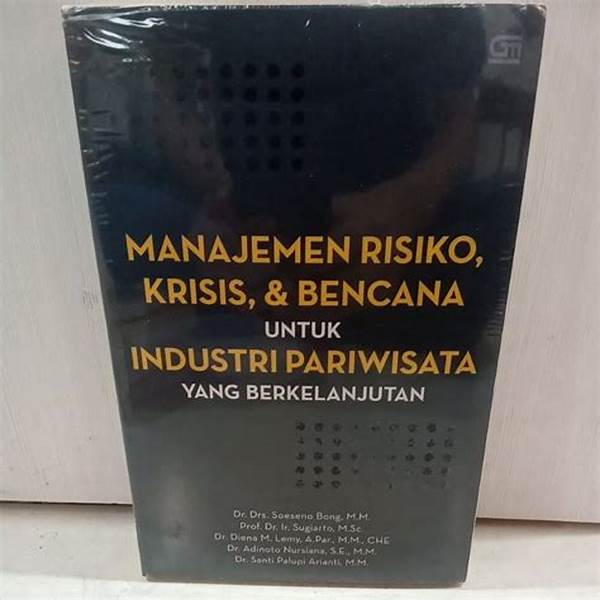 MANAJEMEN RISIKO,
KRISIS, & BENCANA
UNTUK
INDUSTRI PARIWISATA
YANG BERKELANJUTAN
Dr. Drs. Soeseno Bong, M.M.
Prof. Dr. Ir. Sugiarto, M.Sc.
Dr. Diena M. Lemy, A.Par., M.M., CHE
Dr. Adinoto Nursiana, S.E., M.M.
Dr. Santi Palupi Arianti, M.M.